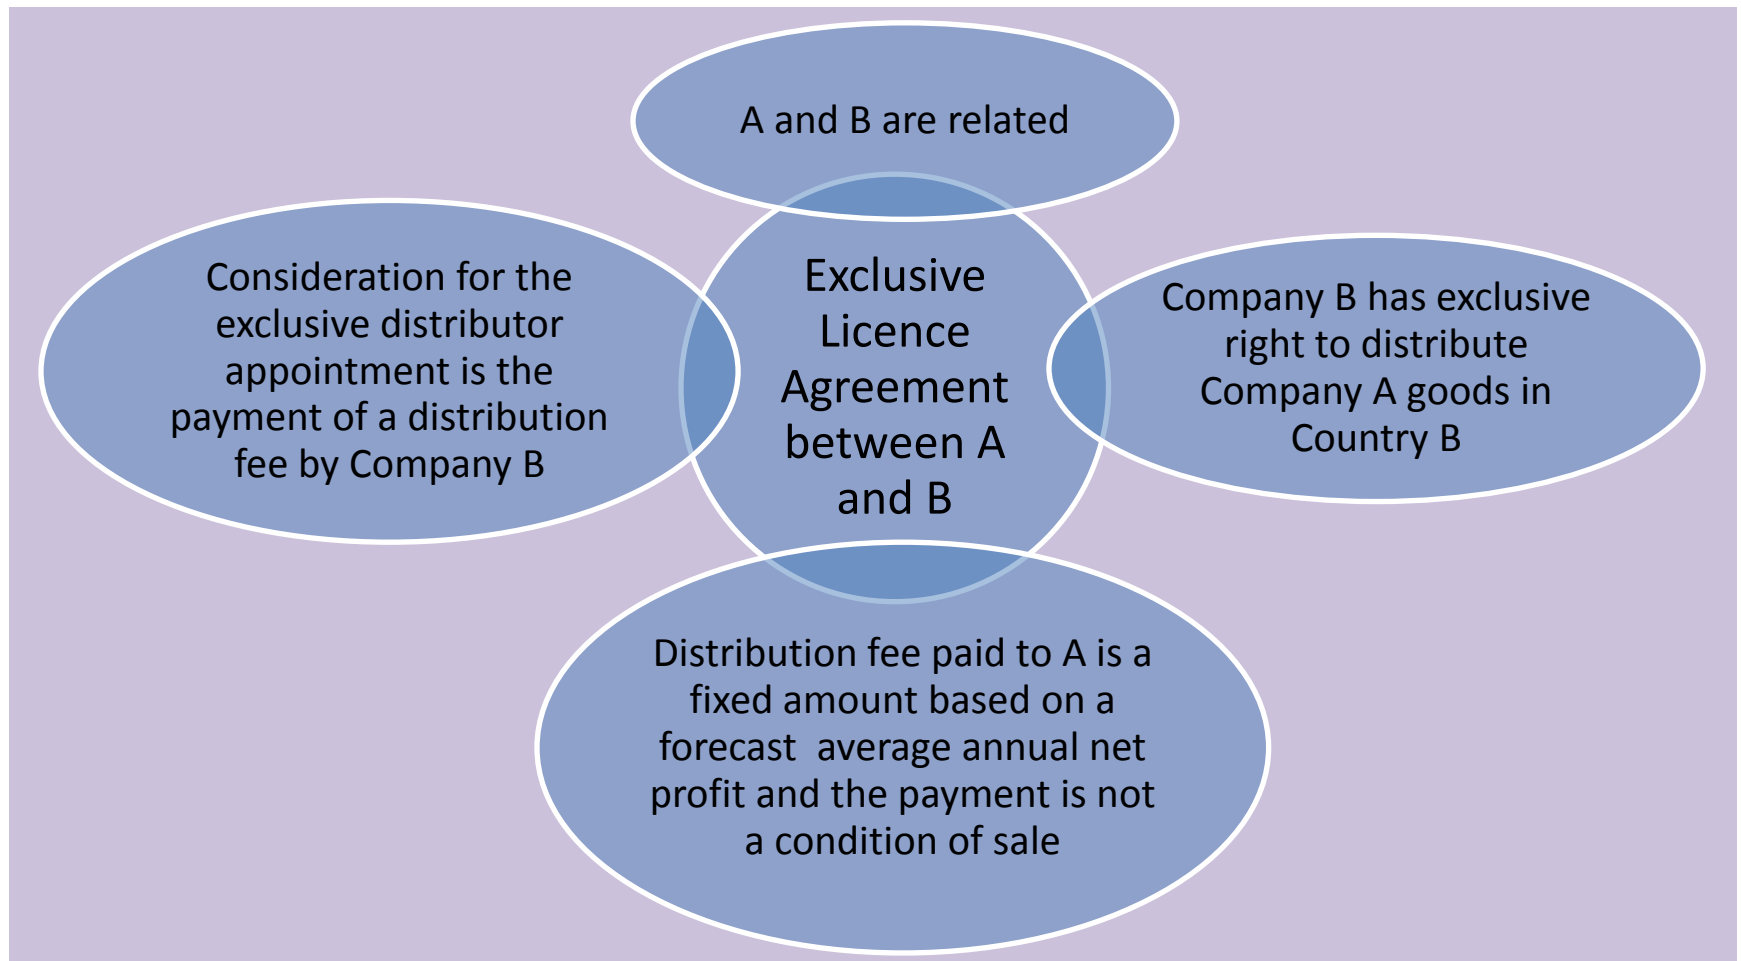 A and B are related
Consideration for the
exclusive distributor
appointment is the
payment of a distribution
fee by Company B
Exclusive
Licence
Agreement
between A
and B
Company B has exclusive
right to distribute
Company A goods in
Country B
Distribution fee paid to A is a
fixed amount based on a
forecast  average annual net
profit and the payment is not
a condition of sale